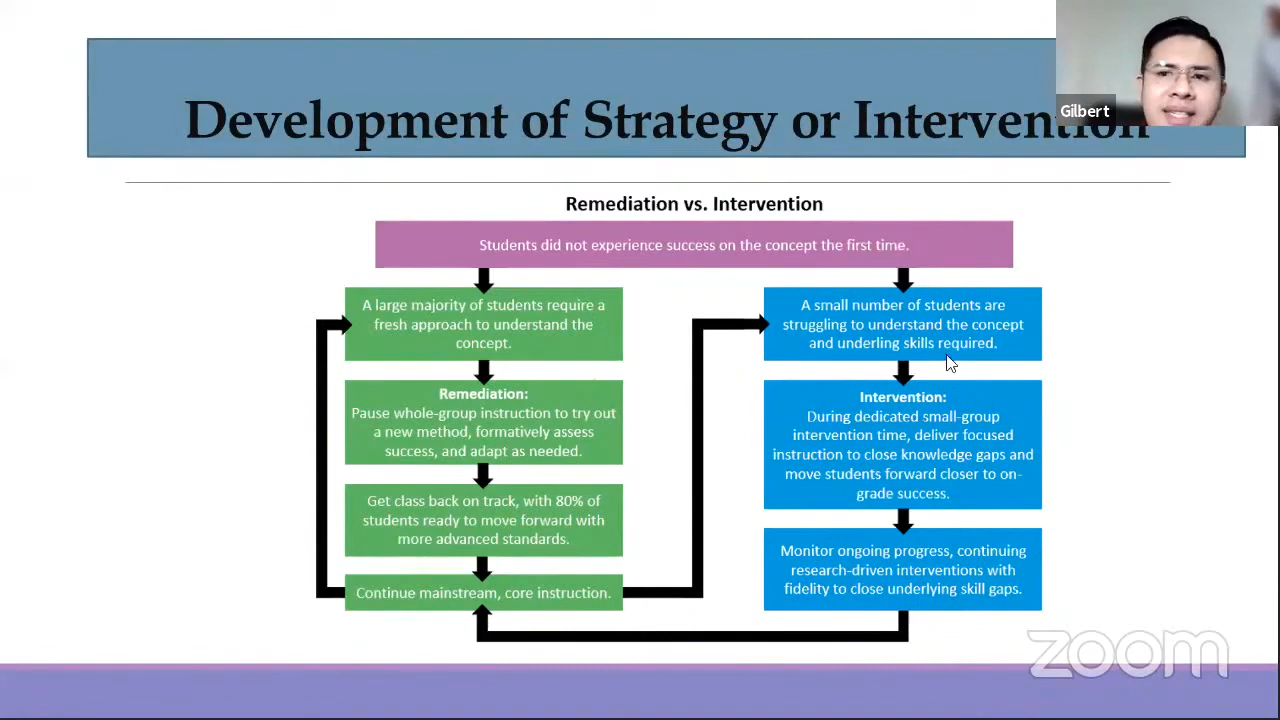 Development of Strategy or Intervention
Gilbert
Remediation vs. Intervention
Students did not experience success on the concept the first time.
A large majority of students require a
fresh approach to understand the
concept.
Remediation:
Pause whole-group instruction to try out
a new method, formatively assess
success, and adapt as needed.
Get class back on track, with 80% of
students ready to move forward with
more advanced standards.
Continue mainstream, core instruction.
A small number of students are
struggling to understand the concept
and underling skills required.
Intervention:
During dedicated small-group
intervention time, deliver focused
instruction to close knowledge gaps and
move students forward closer to on-
grade success.
Monitor ongoing progress, continuing
research-driven interventions with
fidelity to close underlying skill gaps.
zoom